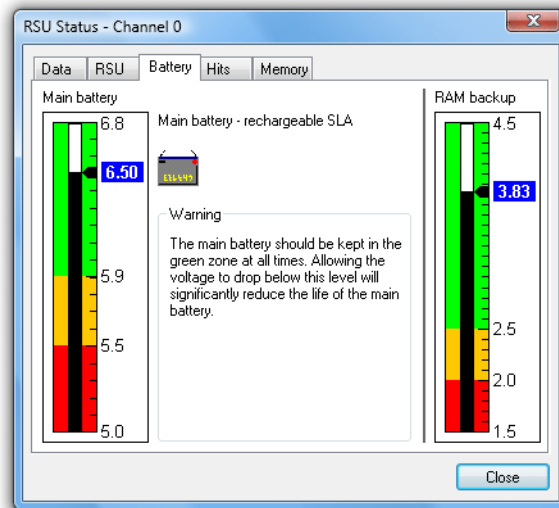 RSU Status - Channel 0
Data RSU Battery Hits Memory
Main battery
6.8
6.50
5.9
5.5
5.0
Main battery - rechargeable SLA
Warning
The main battery should be kept in the
green zone at all times. Allowing the
voltage to drop below this level will
significantly reduce the life of the main
battery.
RAM backup
4.5
3.83
2.5
2.0
1.5
Close